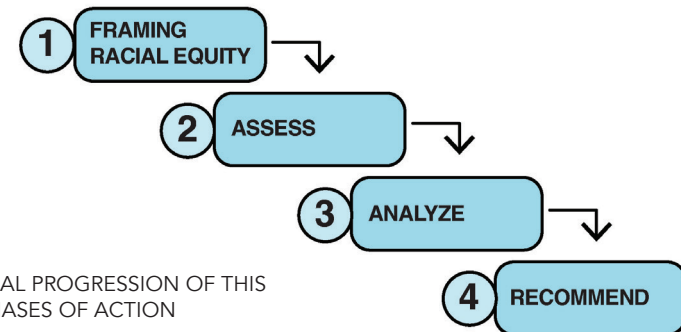 1
FRAMING
RACIAL EQUITY
2
ASSESS
3
ANALYZE
AL PROGRESSION OF THIS
ASES OF ACTION
4
RECOMMEND